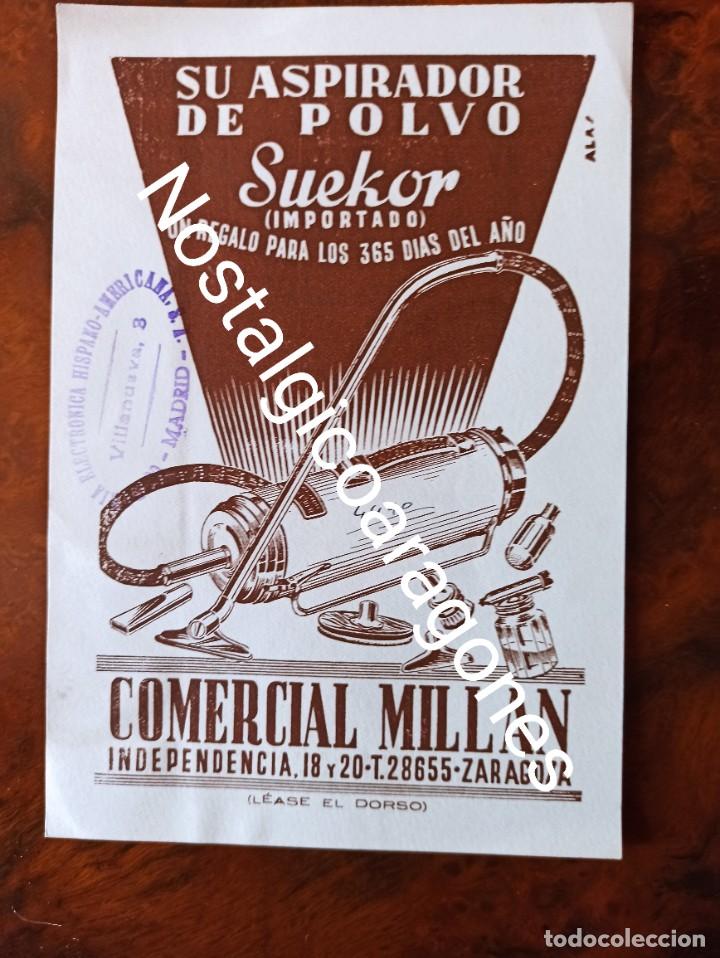 SU ASPIRADOR
DE POLVO
Suekor
(IMPORTADO)
UN REGALO PARA LOS 365 DIAS DEL AÑO
ALAS
ELECTRONICA HISPANO-AMERICANA, S. A.
Villanueva, 3
- MADRID -
COMERCIAL MILLAN
INDEPENDENCIA, 18 Y 20-T.28655-ZARAGOZA
(LÉASE EL DORSO)
Nostalgicoaragones
todocoleccion